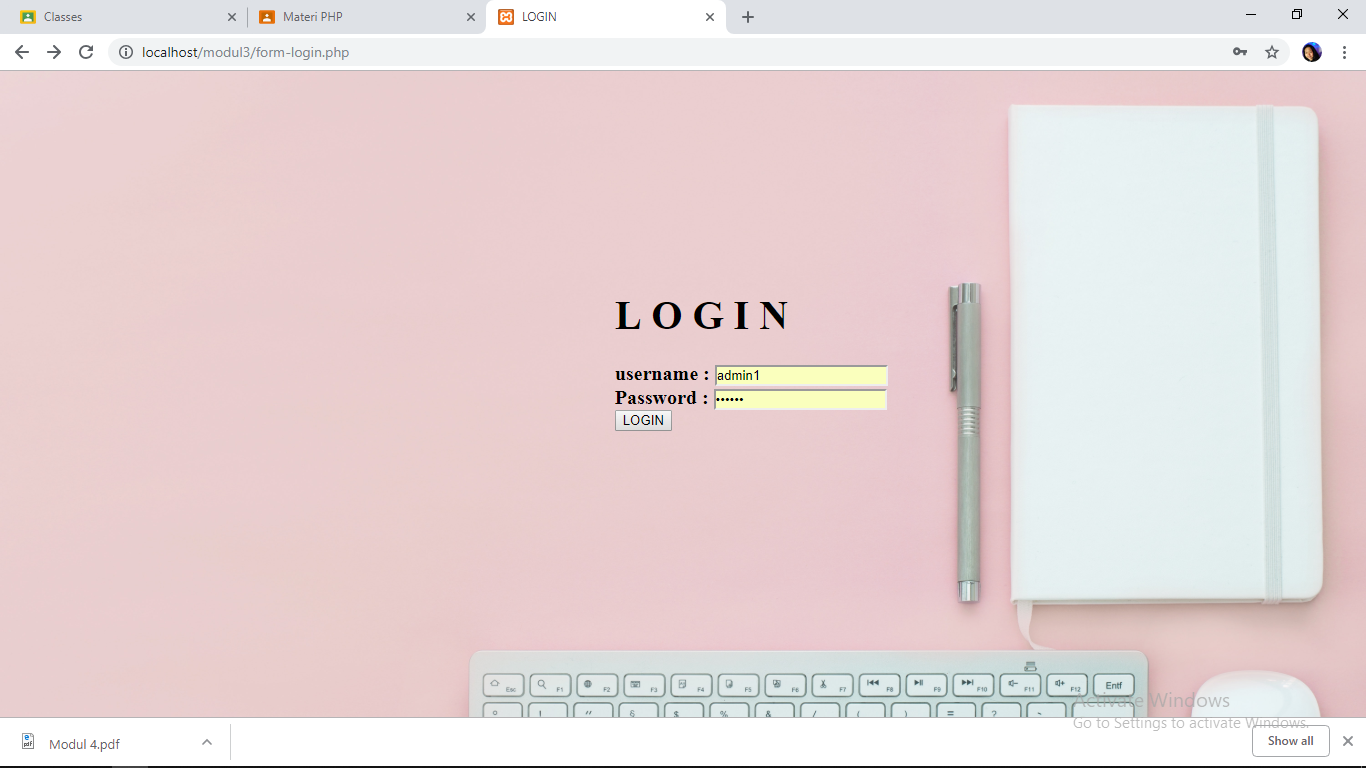 Classes
Materi PHP
LOGIN
localhost/modul3/form-login.php
L O G I N
username : admin1
Password : ••••••
LOGIN
Esc F1 F2 F3 F4 F5 F6 F7 F8 F9 F10 F11 F12 Entf
° ! " § $ % & / ( ) = ?
Activate Windows
Go to Settings to activate Windows.
Modul 4.pdf
Show all